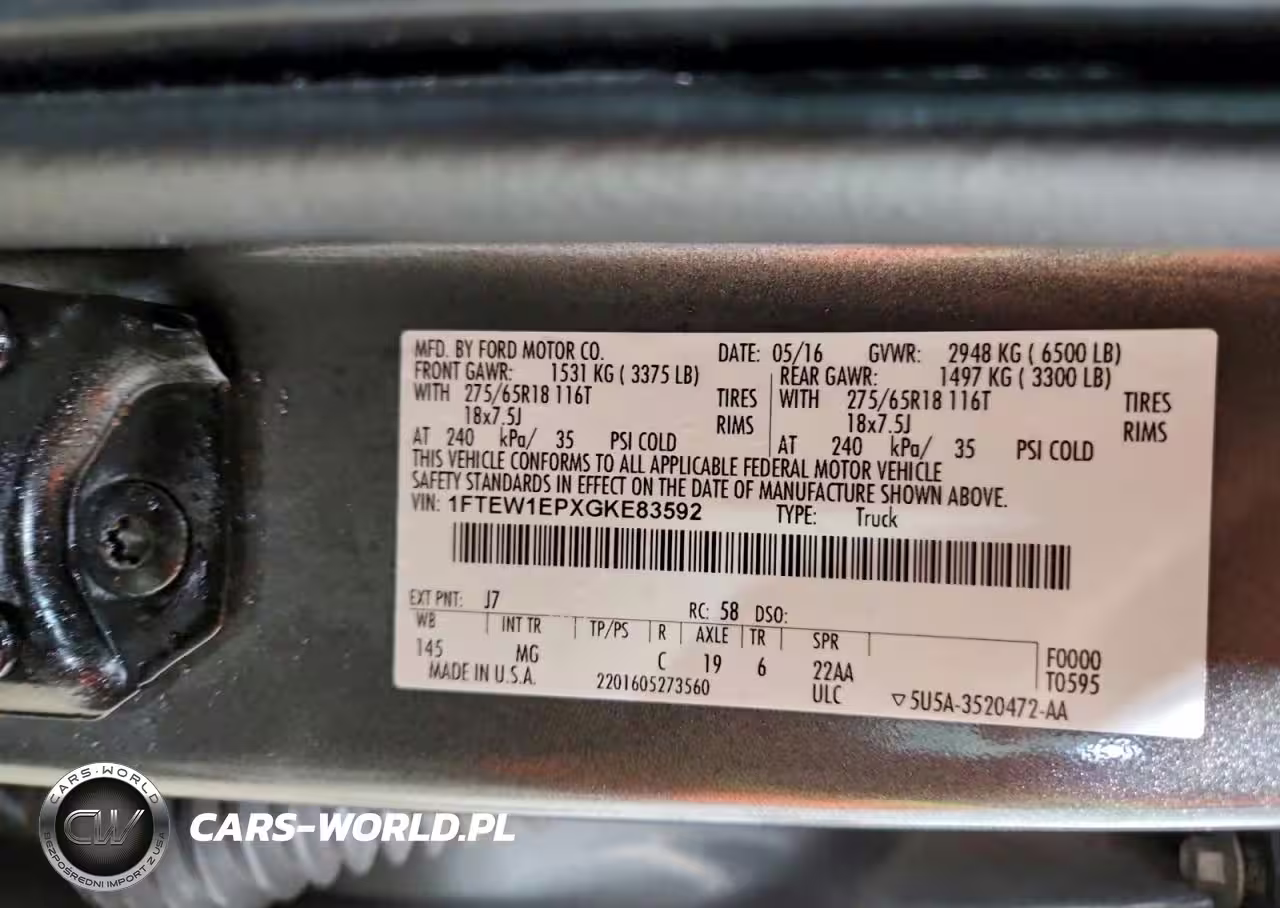 MFD. BY FORD MOTOR CO. DATE: 05/16 GVWR: 2948 KG ( 6500 LB)
FRONT GAWR: 1531 KG ( 3375 LB) REAR GAWR: 1497 KG ( 3300 LB)
WITH 275/65R18 116T TIRES WITH 275/65R18 116T TIRES
18x7.5J RIMS 18x7.5J RIMS
AT 240 kPa/ 35 PSI COLD AT 240 kPa/ 35 PSI COLD
THIS VEHICLE CONFORMS TO ALL APPLICABLE FEDERAL MOTOR VEHICLE
SAFETY STANDARDS IN EFFECT ON THE DATE OF MANUFACTURE SHOWN ABOVE.
VIN: 1FTEW1EPXGKE83592 TYPE: Truck
EXT PNT: J7 RC: 58 DSO:
WB INT TR TP/PS R AXLE TR SPR
145 MG C 19 6 22AA F0000
MADE IN U.S.A. 2201605273560 ULC T0595
▽5U5A-3520472-AA
CARS-WORLD
CW
BEZPOŚREDNI IMPORT Z USA
CARS-WORLD.PL